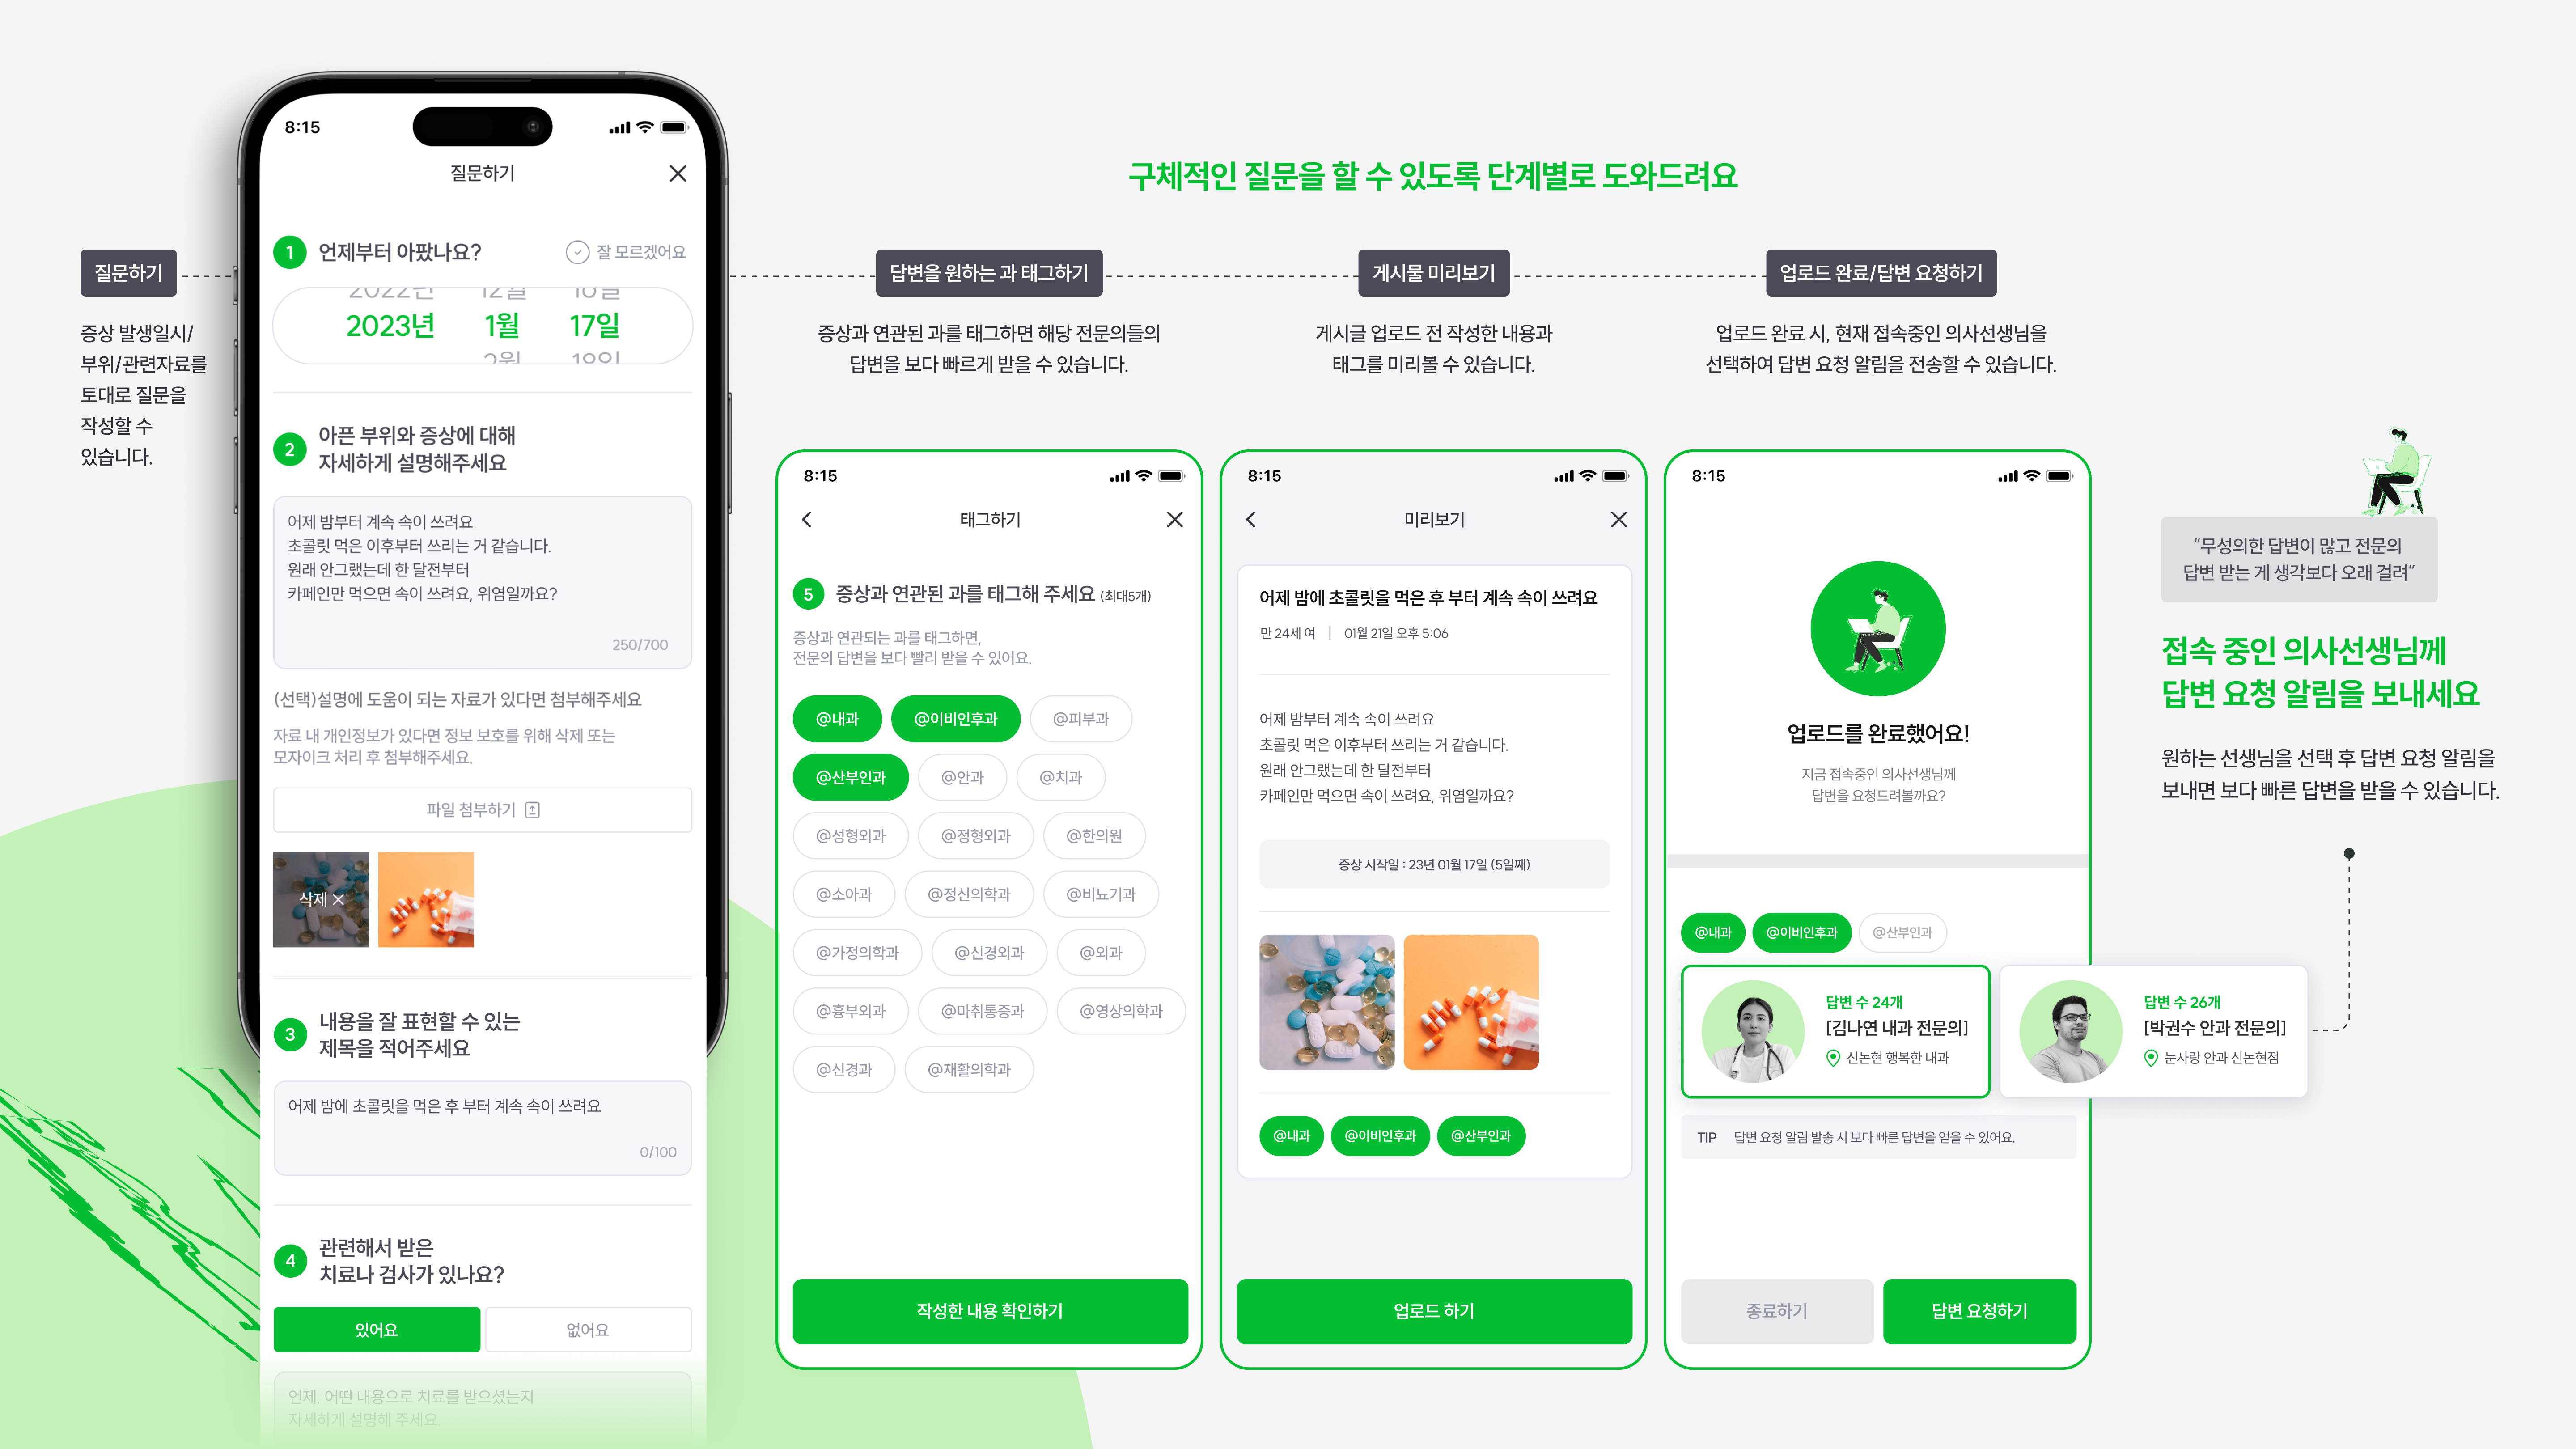 구체적인 질문을 할 수 있도록 단계별로 도와드려요
질문하기
증상 발생일시/
부위/관련자료를
토대로 질문을
작성할 수
있습니다.
8:15
질문하기
1
언제부터 아팠나요?
잘 모르겠어요
2022년 12월 16일
2023년 1월 17일
2월 18일
2
아픈 부위와 증상에 대해
자세하게 설명해주세요
어제 밤부터 계속 속이 쓰려요
초콜릿 먹은 이후부터 쓰리는 거 같습니다.
원래 안그랬는데 한 달전부터
카페인만 먹으면 속이 쓰려요, 위염일까요?
250/700
(선택)설명에 도움이 되는 자료가 있다면 첨부해주세요
자료 내 개인정보가 있다면 정보 보호를 위해 삭제 또는
모자이크 처리 후 첨부해주세요.
파일 첨부하기
삭제
3
내용을 잘 표현할 수 있는
제목을 적어주세요
어제 밤에 초콜릿을 먹은 후 부터 계속 속이 쓰려요
0/100
4
관련해서 받은
치료나 검사가 있나요?
있어요
없어요
언제, 어떤 내용으로 치료를 받으셨는지
자세하게 설명해 주세요.
답변을 원하는 과 태그하기
증상과 연관된 과를 태그하면 해당 전문의들의
답변을 보다 빠르게 받을 수 있습니다.
8:15
태그하기
5
증상과 연관된 과를 태그해 주세요 (최대5개)
증상과 연관되는 과를 태그하면,
전문의 답변을 보다 빨리 받을 수 있어요.
@내과 @이비인후과 @피부과
@산부인과 @안과 @치과
@성형외과 @정형외과 @한의원
@소아과 @정신의학과 @비뇨기과
@가정의학과 @신경외과 @외과
@흉부외과 @마취통증과 @영상의학과
@신경과 @재활의학과
작성한 내용 확인하기
게시물 미리보기
게시글 업로드 전 작성한 내용과
태그를 미리볼 수 있습니다.
8:15
미리보기
어제 밤에 초콜릿을 먹은 후 부터 계속 속이 쓰려요
만 24세 여 | 01월 21일 오후 5:06
어제 밤부터 계속 속이 쓰려요
초콜릿 먹은 이후부터 쓰리는 거 같습니다.
원래 안그랬는데 한 달전부터
카페인만 먹으면 속이 쓰려요, 위염일까요?
증상 시작일 : 23년 01월 17일 (5일째)
@내과 @이비인후과 @산부인과
업로드 하기
업로드 완료/답변 요청하기
업로드 완료 시, 현재 접속중인 의사선생님을
선택하여 답변 요청 알림을 전송할 수 있습니다.
8:15
업로드를 완료했어요!
지금 접속중인 의사선생님께
답변을 요청드려볼까요?
@내과 @이비인후과 @산부인과
답변 수 24개
[김나연 내과 전문의]
신논현 행복한 내과
답변 수 26개
[박권수 안과 전문의]
눈사랑 안과 신논현점
TIP 답변 요청 알림 발송 시 보다 빠른 답변을 얻을 수 있어요.
종료하기
답변 요청하기
“무성의한 답변이 많고 전문의
답변 받는 게 생각보다 오래 걸려”
접속 중인 의사선생님께
답변 요청 알림을 보내세요
원하는 선생님을 선택 후 답변 요청 알림을
보내면 보다 빠른 답변을 받을 수 있습니다.